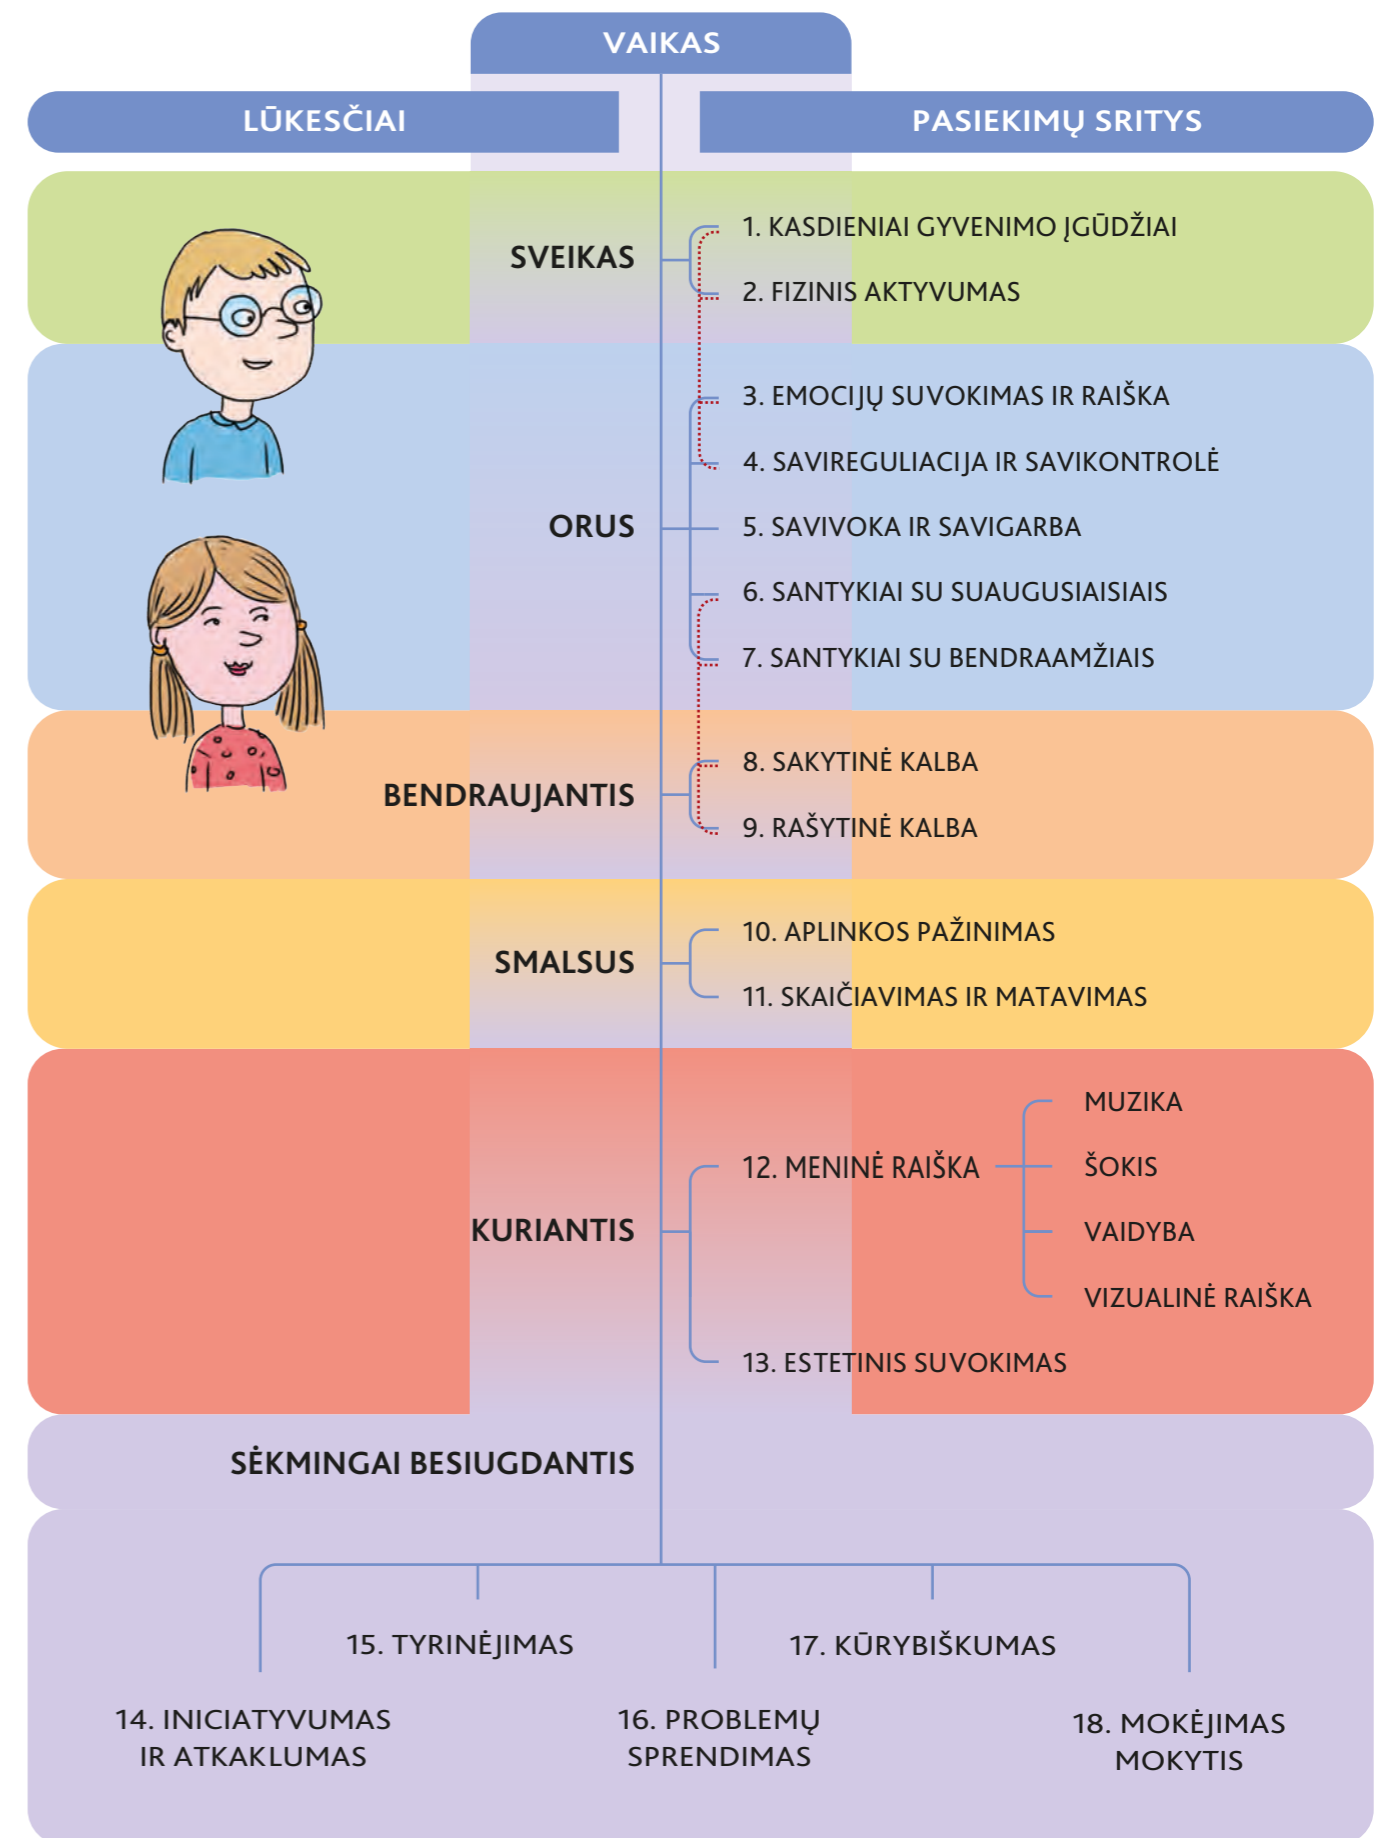 VAIKAS
LŪKESČIAI
PASIEKIMŲ SRITYS
SVEIKAS
1. KASDIENIAI GYVENIMO ĮGŪDŽIAI
2. FIZINIS AKTYVUMAS
ORUS
3. EMOCIJŲ SUVOKIMAS IR RAIŠKA
4. SAVIREGULIACIJA IR SAVIKONTROLĖ
5. SAVIVOKA IR SAVIGARBA
6. SANTYKIAI SU SUAUGUSIAISIAIS
7. SANTYKIAI SU BENDRAAMŽIAIS
BENDRAUJANTIS
8. SAKYTINĖ KALBA
9. RAŠYTINĖ KALBA
SMALSUS
10. APLINKOS PAŽINIMAS
11. SKAIČIAVIMAS IR MATAVIMAS
KURIANTIS
12. MENINĖ RAIŠKA
MUZIKA
ŠOKIS
VAIDYBA
VIZUALINĖ RAIŠKA
13. ESTETINIS SUVOKIMAS
SĖKMINGAI BESIUGDANTIS
14. INICIATYVUMAS
IR ATKAKLUMAS
15. TYRINĖJIMAS
16. PROBLEMŲ
SPRENDIMAS
17. KŪRYBIŠKUMAS
18. MOKĖJIMAS
MOKYTIS